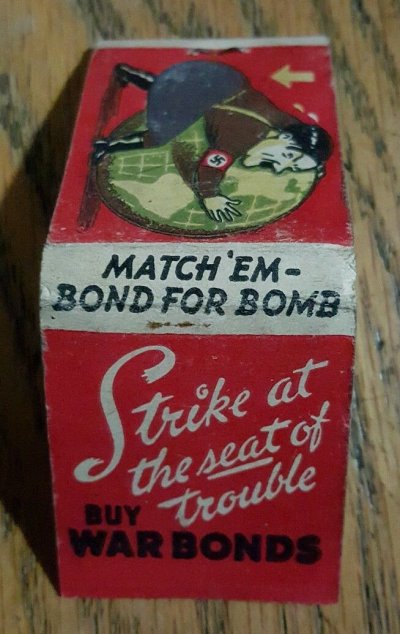 MATCH 'EM-
BOND FOR BOMB
Strike at
the seat of
trouble
BUY
WAR BONDS